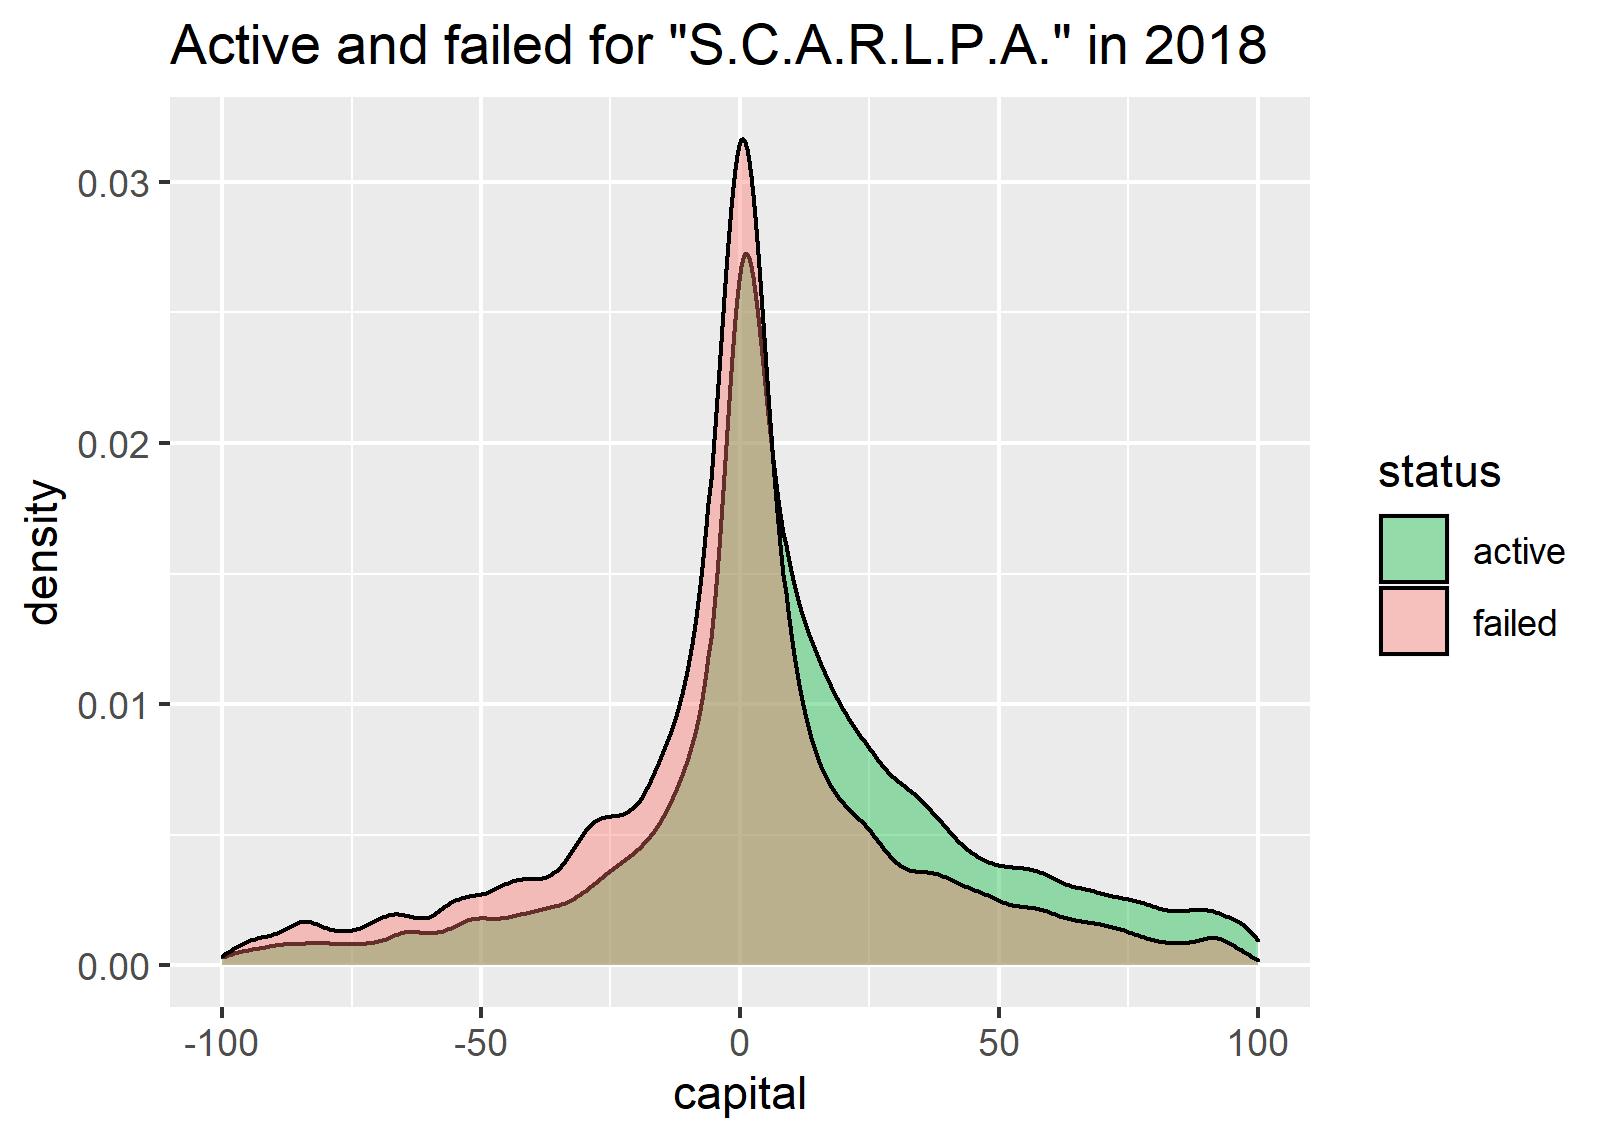 Active and failed for "S.C.A.R.L.P.A." in 2018
0.03
0.02
0.01
0.00
density
-100
-50
0
50
100
capital
status
active
failed